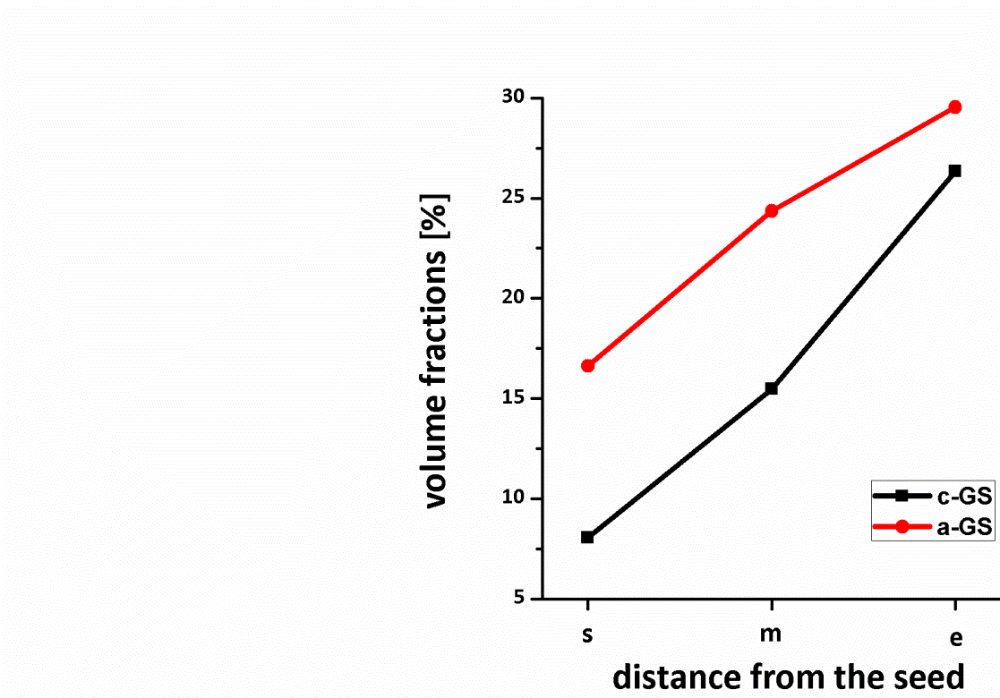 30
25
20
15
10
5
volume fractions [%]
c-GS
a-GS
s
m
e
distance from the seed